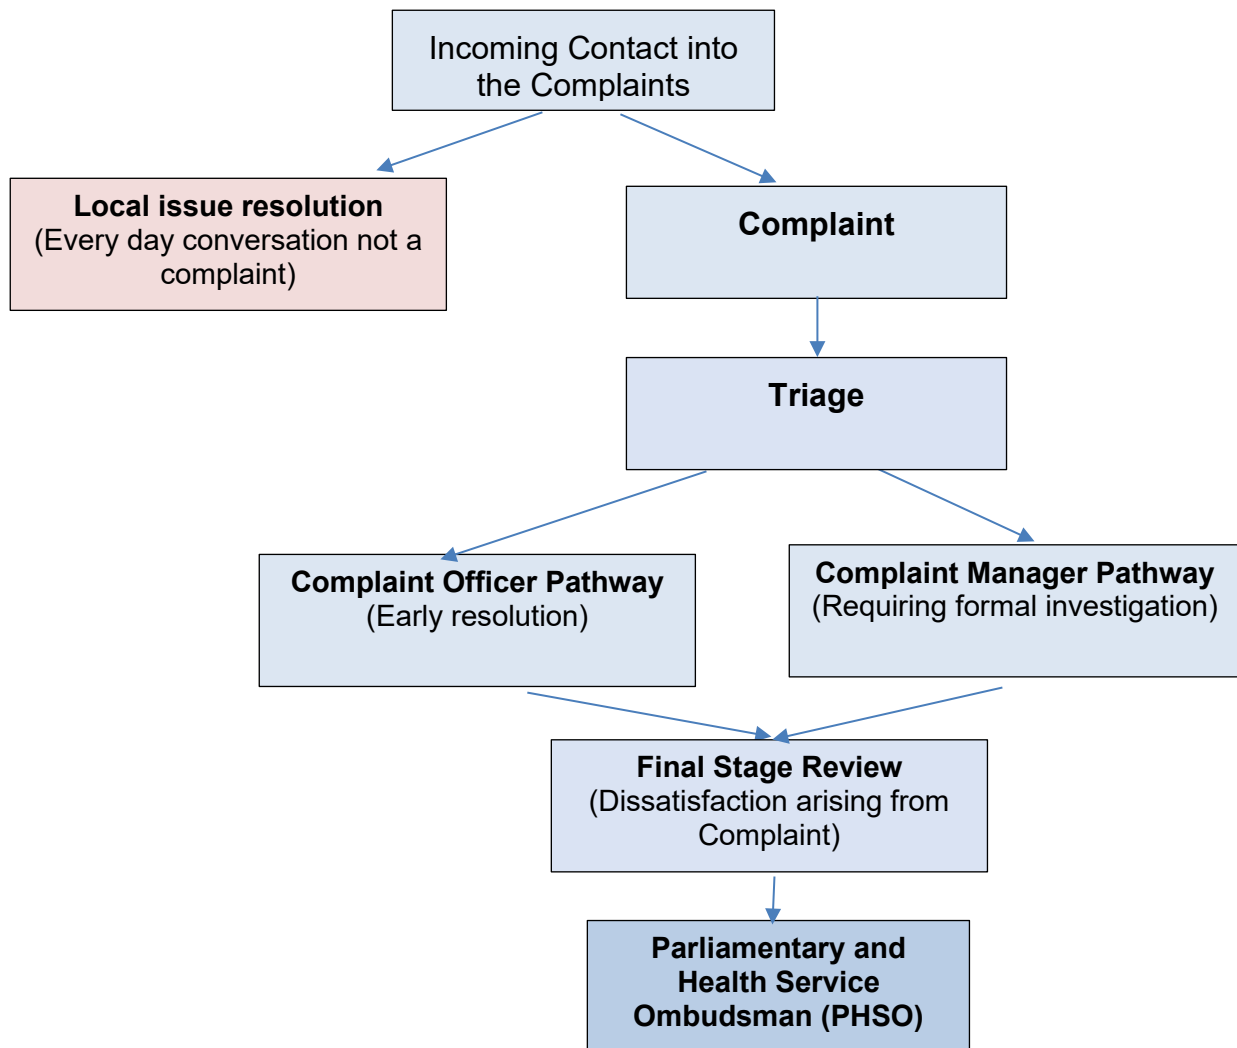 Incoming Contact into
the Complaints
Local issue resolution
(Every day conversation not a
complaint)
Complaint
Triage
Complaint Officer Pathway
(Early resolution)
Complaint Manager Pathway
(Requiring formal investigation)
Final Stage Review
(Dissatisfaction arising from
Complaint)
Parliamentary and
Health Service
Ombudsman (PHSO)